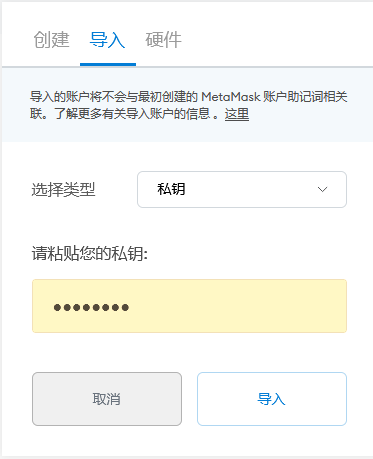 创建 导入 硬件
导入的账户将不会与最初创建的 MetaMask 账户助记词相关
联。了解更多有关导入账户的信息 。这里
选择类型 私钥
请粘贴您的私钥:
••••••••
取消 导入